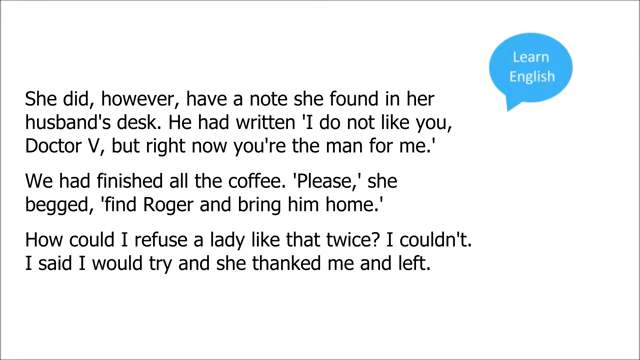 Learn
English
She did, however, have a note she found in her
husband's desk. He had written 'I do not like you,
Doctor V, but right now you're the man for me.'
We had finished all the coffee. 'Please,' she
begged, 'find Roger and bring him home.'
How could I refuse a lady like that twice? I couldn't.
I said I would try and she thanked me and left.